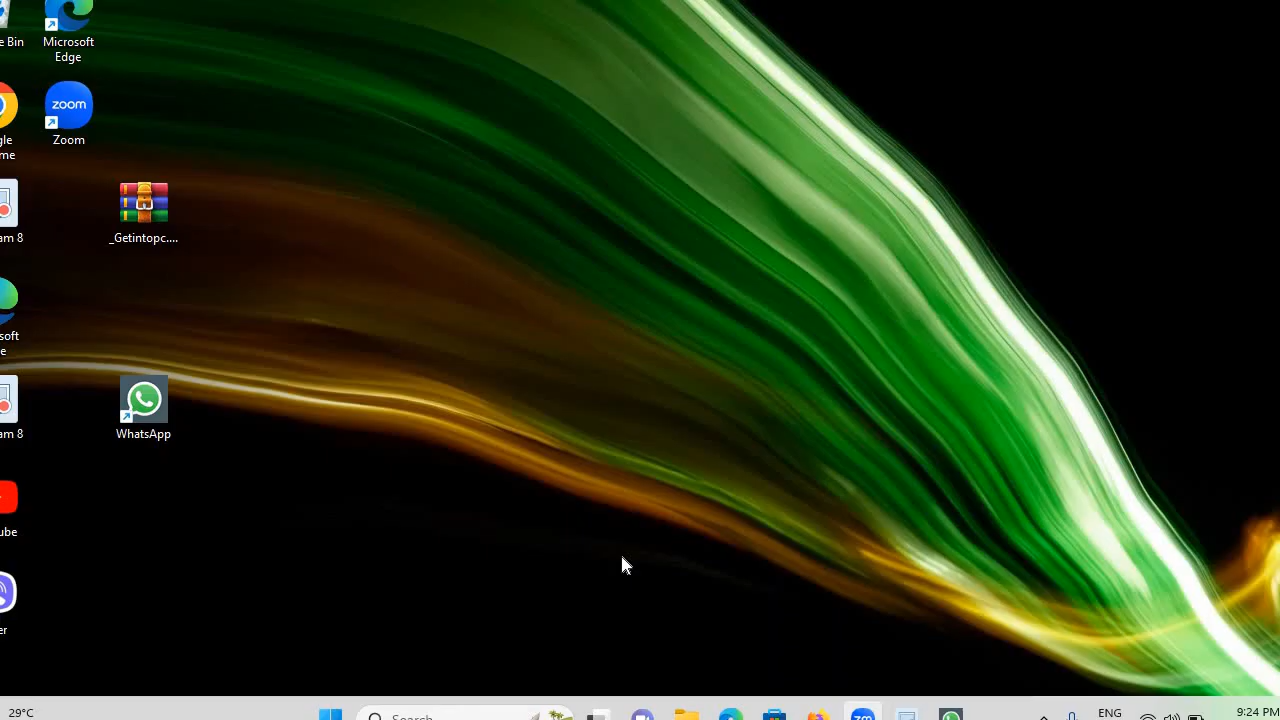 e Bin
Microsoft
Edge
zoom
Zoom
gle
me
am 8
_Getintopc....
soft
e
am 8
WhatsApp
ube
er
29°C
Search
zm
ENG
9:24 PM